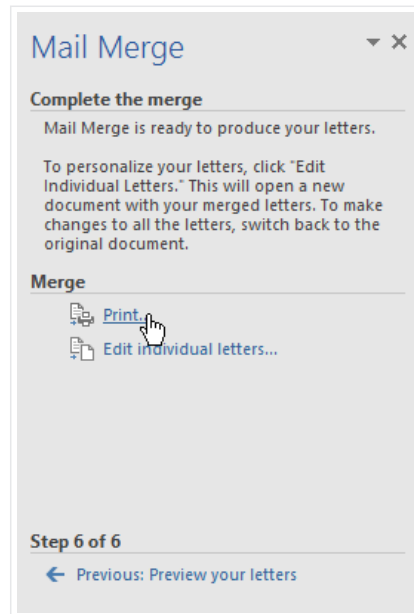 Mail Merge
Complete the merge
Mail Merge is ready to produce your letters.
To personalize your letters, click "Edit
Individual Letters." This will open a new
document with your merged letters. To make
changes to all the letters, switch back to the
original document.
Merge
Print...
Edit individual letters...
Step 6 of 6
Previous: Preview your letters